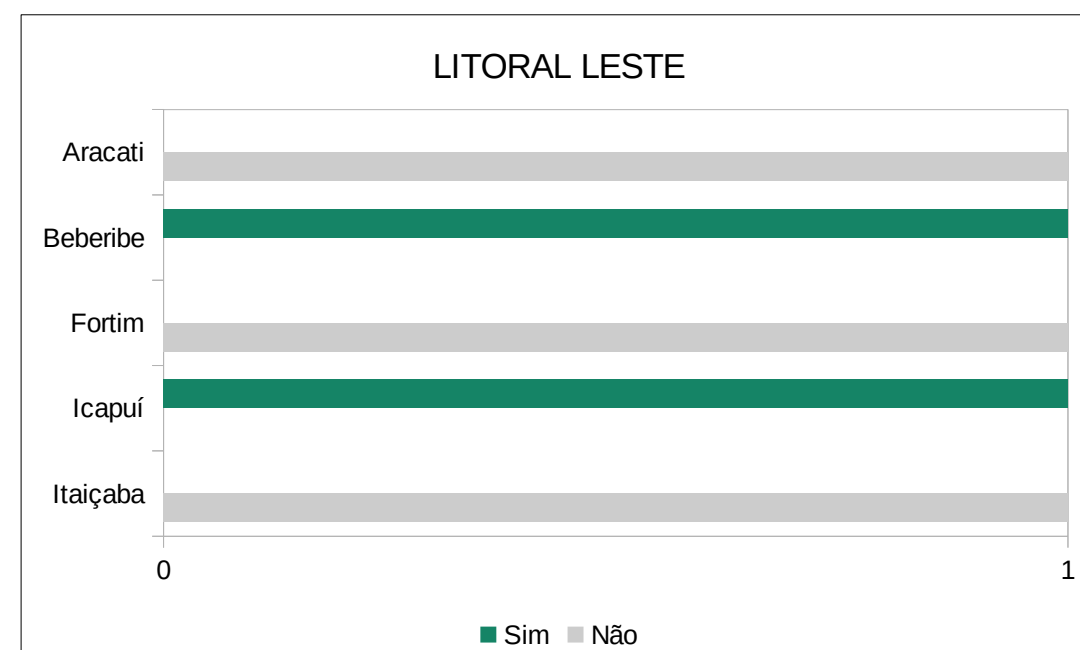 LITORAL LESTE
Aracati
Beberibe
Fortim
Icapuí
Itaiçaba
0 1
Sim Não